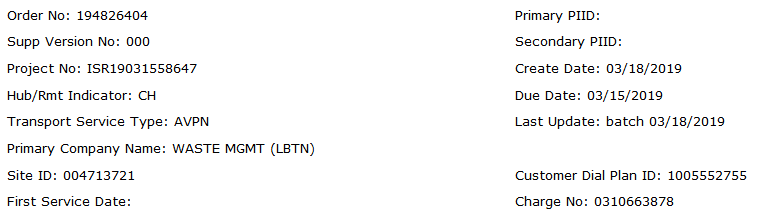 Order No: 194826404 Primary PIID:
Supp Version No: 000 Secondary PIID:
Project No: ISR19031558647 Create Date: 03/18/2019
Hub/Rmt Indicator: CH Due Date: 03/15/2019
Transport Service Type: AVPN Last Update: batch 03/18/2019
Primary Company Name: WASTE MGMT (LBTN)
Site ID: 004713721 Customer Dial Plan ID: 1005552755
First Service Date: Charge No: 0310663878